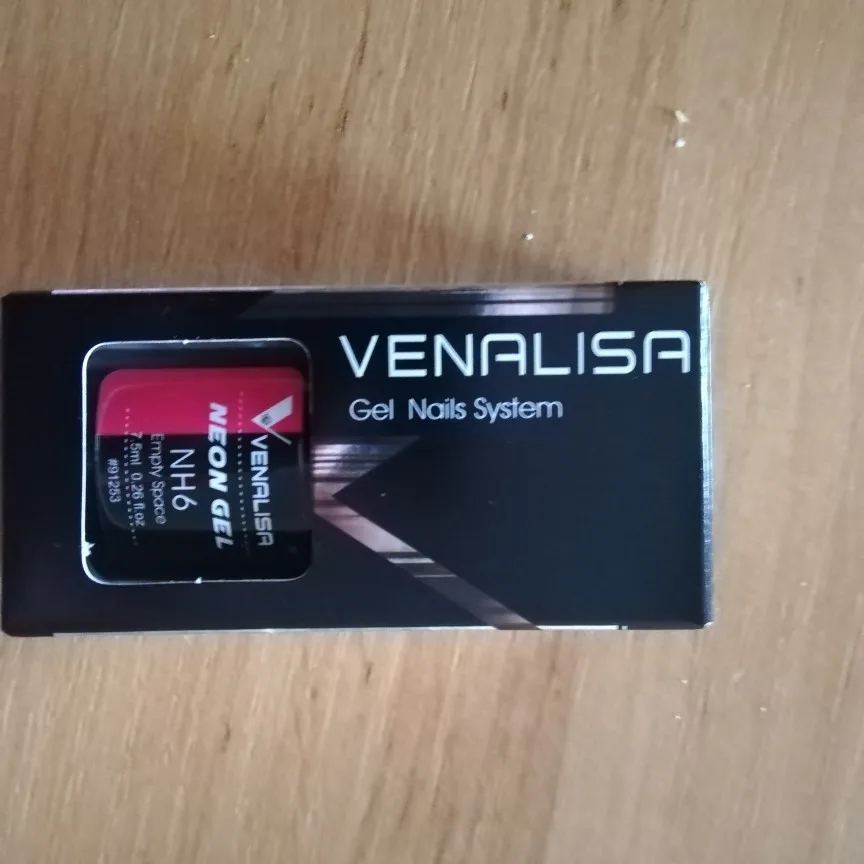 VENALISA
Gel Nails System
VENALISA
NEON GEL
NH6
Empty Space
7.5ml 0.26 fl.oz
#91253